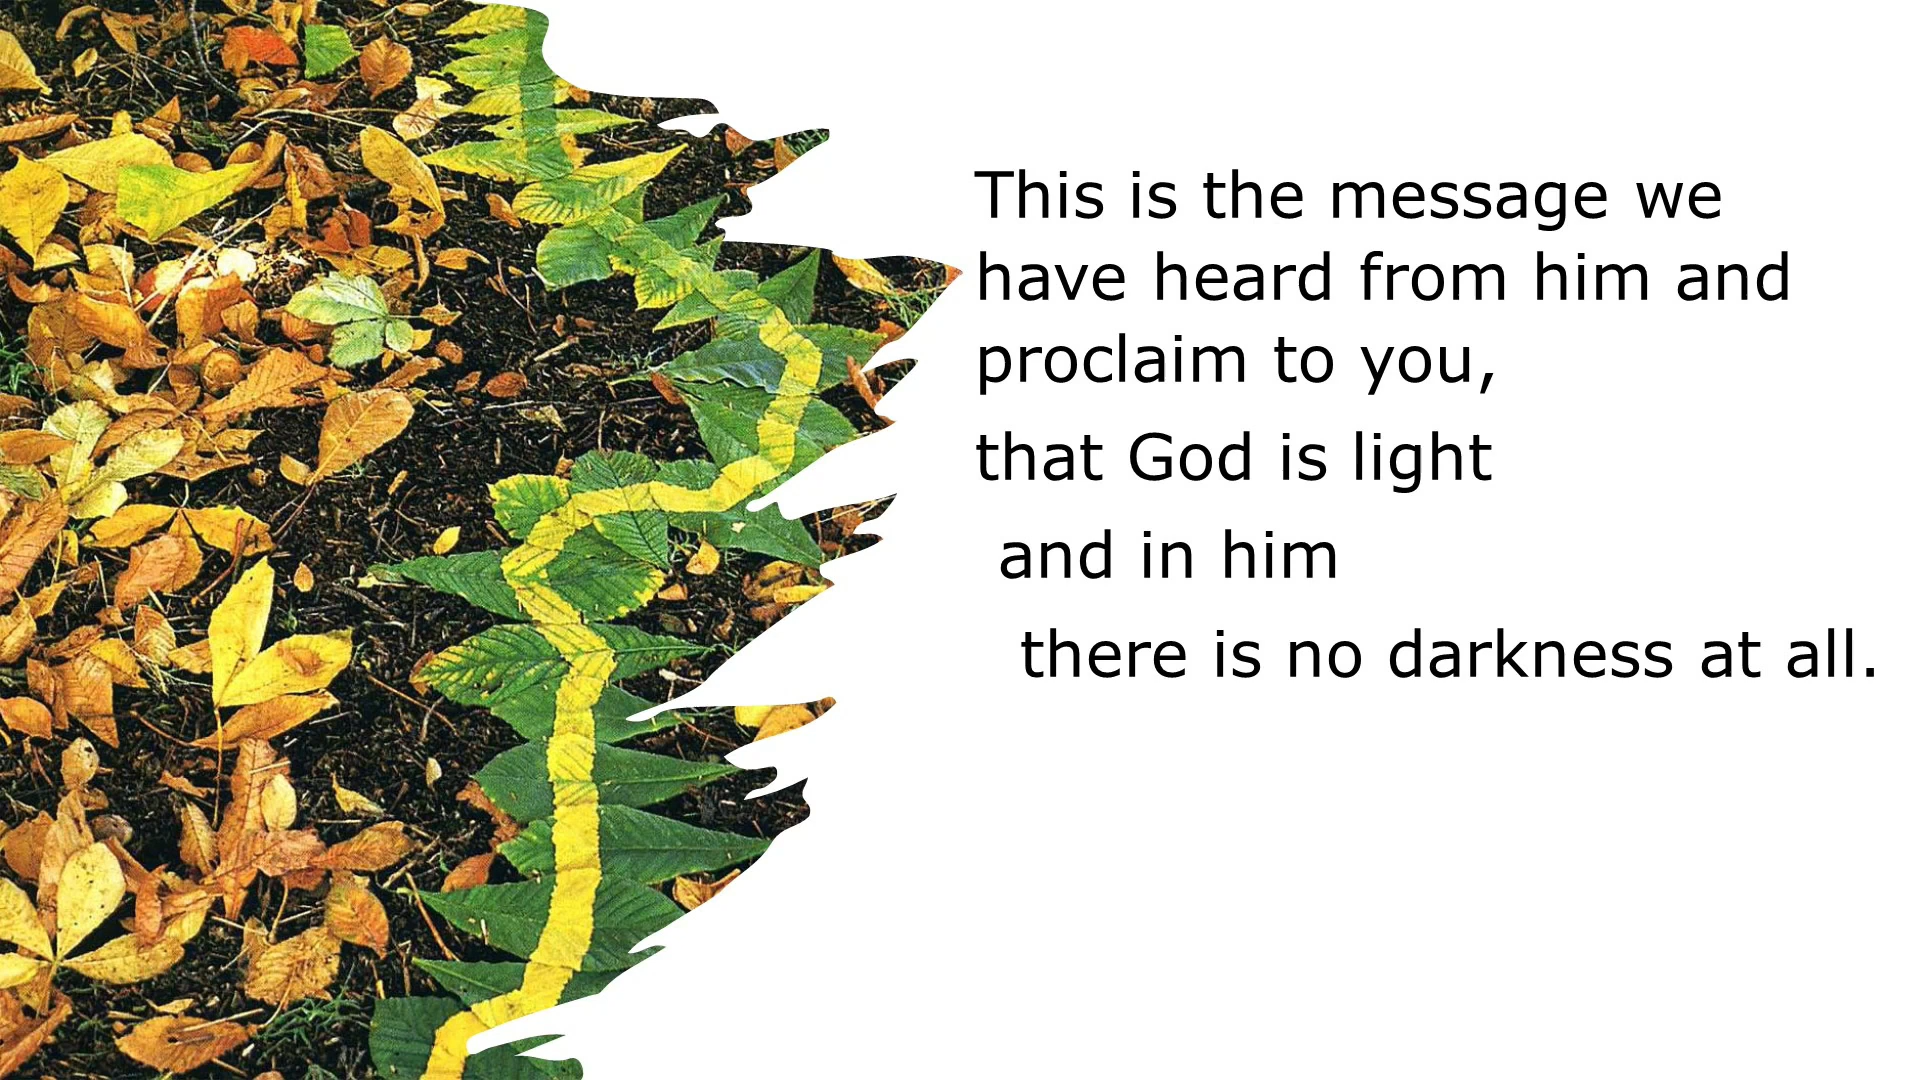 This is the message we
have heard from him and
proclaim to you,
that God is light
and in him
there is no darkness at all.